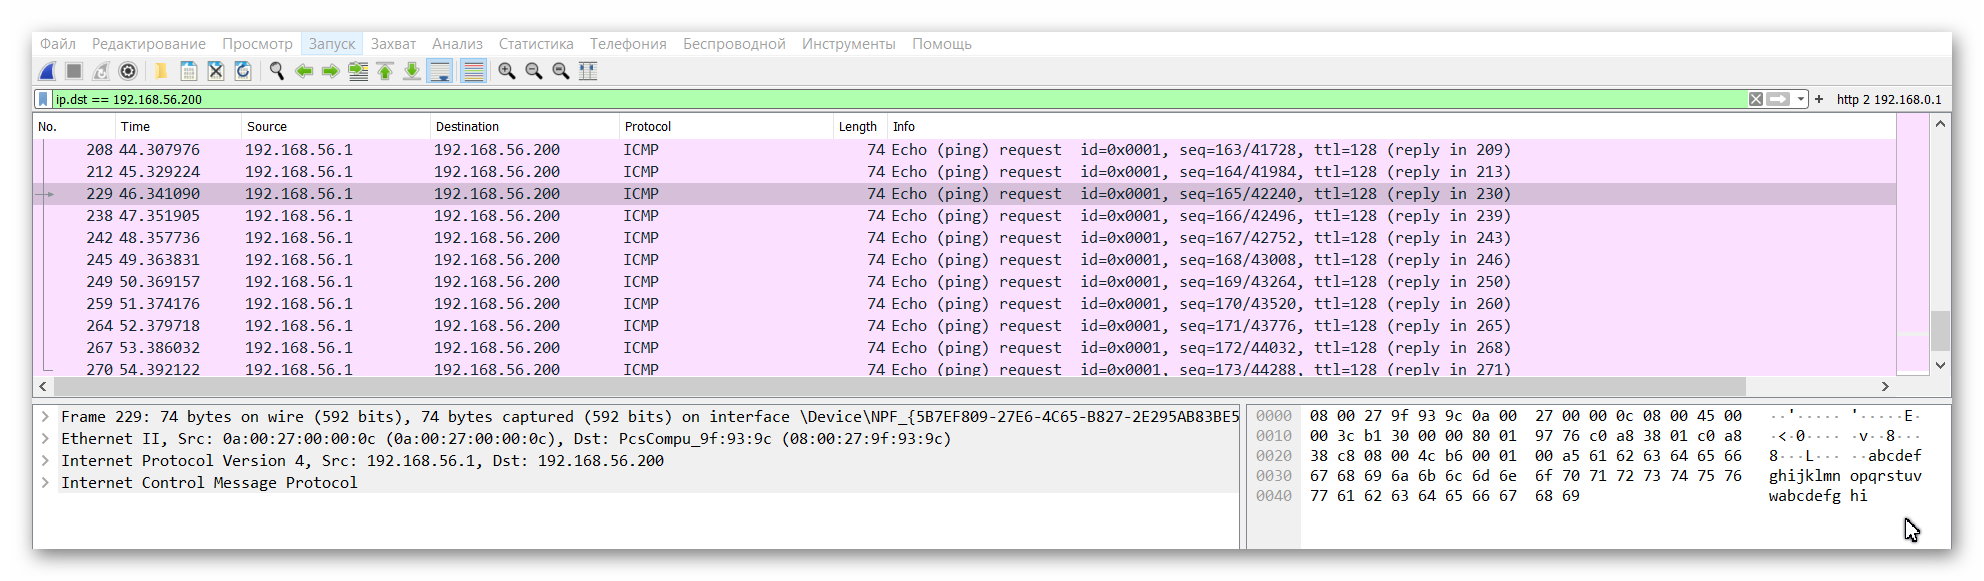 Файл Редактирование Просмотр Запуск Захват Анализ Статистика Телефония Беспроводной Инструменты Помощь
ip.dst == 192.168.56.200 + http 2 192.168.0.1
No. Time Source Destination Protocol Length Info
208 44.307976 192.168.56.1 192.168.56.200 ICMP 74 Echo (ping) request id=0x0001, seq=163/41728, ttl=128 (reply in 209)
212 45.329224 192.168.56.1 192.168.56.200 ICMP 74 Echo (ping) request id=0x0001, seq=164/41984, ttl=128 (reply in 213)
229 46.341090 192.168.56.1 192.168.56.200 ICMP 74 Echo (ping) request id=0x0001, seq=165/42240, ttl=128 (reply in 230)
238 47.351905 192.168.56.1 192.168.56.200 ICMP 74 Echo (ping) request id=0x0001, seq=166/42496, ttl=128 (reply in 239)
242 48.357736 192.168.56.1 192.168.56.200 ICMP 74 Echo (ping) request id=0x0001, seq=167/42752, ttl=128 (reply in 243)
245 49.363831 192.168.56.1 192.168.56.200 ICMP 74 Echo (ping) request id=0x0001, seq=168/43008, ttl=128 (reply in 246)
249 50.369157 192.168.56.1 192.168.56.200 ICMP 74 Echo (ping) request id=0x0001, seq=169/43264, ttl=128 (reply in 250)
259 51.374176 192.168.56.1 192.168.56.200 ICMP 74 Echo (ping) request id=0x0001, seq=170/43520, ttl=128 (reply in 260)
264 52.379718 192.168.56.1 192.168.56.200 ICMP 74 Echo (ping) request id=0x0001, seq=171/43776, ttl=128 (reply in 265)
267 53.386032 192.168.56.1 192.168.56.200 ICMP 74 Echo (ping) request id=0x0001, seq=172/44032, ttl=128 (reply in 268)
270 54.392122 192.168.56.1 192.168.56.200 ICMP 74 Echo (ping) request id=0x0001, seq=173/44288, ttl=128 (reply in 271)
Frame 229: 74 bytes on wire (592 bits), 74 bytes captured (592 bits) on interface \Device\NPF_{5B7EF809-27E6-4C65-B827-2E295AB83BE5
Ethernet II, Src: 0a:00:27:00:00:0c (0a:00:27:00:00:0c), Dst: PcsCompu_9f:93:9c (08:00:27:9f:93:9c)
Internet Protocol Version 4, Src: 192.168.56.1, Dst: 192.168.56.200
Internet Control Message Protocol
0000 08 00 27 9f 93 9c 0a 00 27 00 00 0c 08 00 45 00 ··'····· '·····E·
0010 00 3c b1 30 00 00 80 01 97 76 c0 a8 38 01 c0 a8 ·<·0···· ·v··8···
0020 38 c8 08 00 4c b6 00 01 00 a5 61 62 63 64 65 66 8···L··· ··abcdef
0030 67 68 69 6a 6b 6c 6d 6e 6f 70 71 72 73 74 75 76 ghijklmn opqrstuv
0040 77 61 62 63 64 65 66 67 68 69 wabcdefg hi